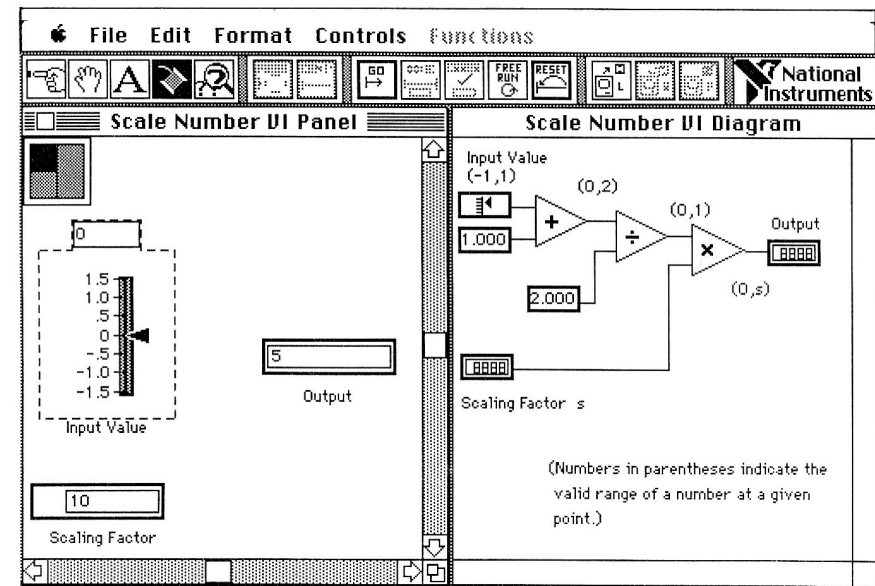 File Edit Format Controls Functions
GO
FREE RUN
RESET
National Instruments
Scale Number VI Panel
0
1.5
1.0
.5
0
-.5
-1.0
-1.5
Input Value
5
Output
10
Scaling Factor
Scale Number VI Diagram
Input Value
(-1,1)
(0,2)
+
1.000
(0,1)
÷
2.000
×
Output
8888
(0,s)
8888
Scaling Factor s
(Numbers in parentheses indicate the
valid range of a number at a given
point.)